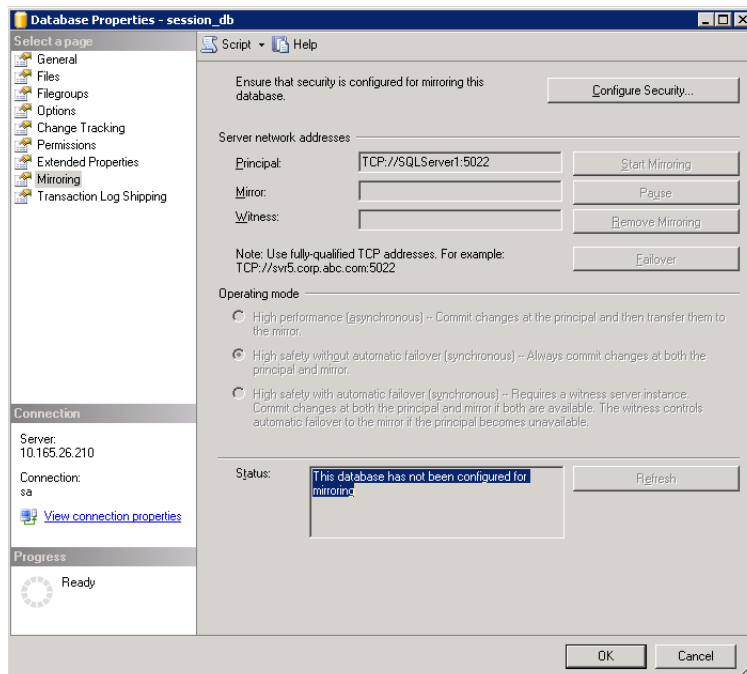 Database Properties - session_db
Select a page
General
Files
Filegroups
Options
Change Tracking
Permissions
Extended Properties
Mirroring
Transaction Log Shipping
Connection
Server:
10.165.26.210
Connection:
sa
View connection properties
Progress
Ready
Script
Help
Ensure that security is configured for mirroring this
database.
Configure Security...
Server network addresses
Principal:
TCP://SQLServer1:5022
Start Mirroring
Mirror:
Pause
Witness:
Remove Mirroring
Note: Use fully-qualified TCP addresses. For example:
TCP://svr5.corp.abc.com:5022
Failover
Operating mode
High performance (asynchronous) -- Commit changes at the principal and then transfer them to
the mirror.
High safety without automatic failover (synchronous) -- Always commit changes at both the
principal and mirror.
High safety with automatic failover (synchronous) -- Requires a witness server instance.
Commit changes at both the principal and mirror if both are available. The witness controls
automatic failover to the mirror if the principal becomes unavailable.
Status:
This database has not been configured for
mirroring
Refresh
OK
Cancel